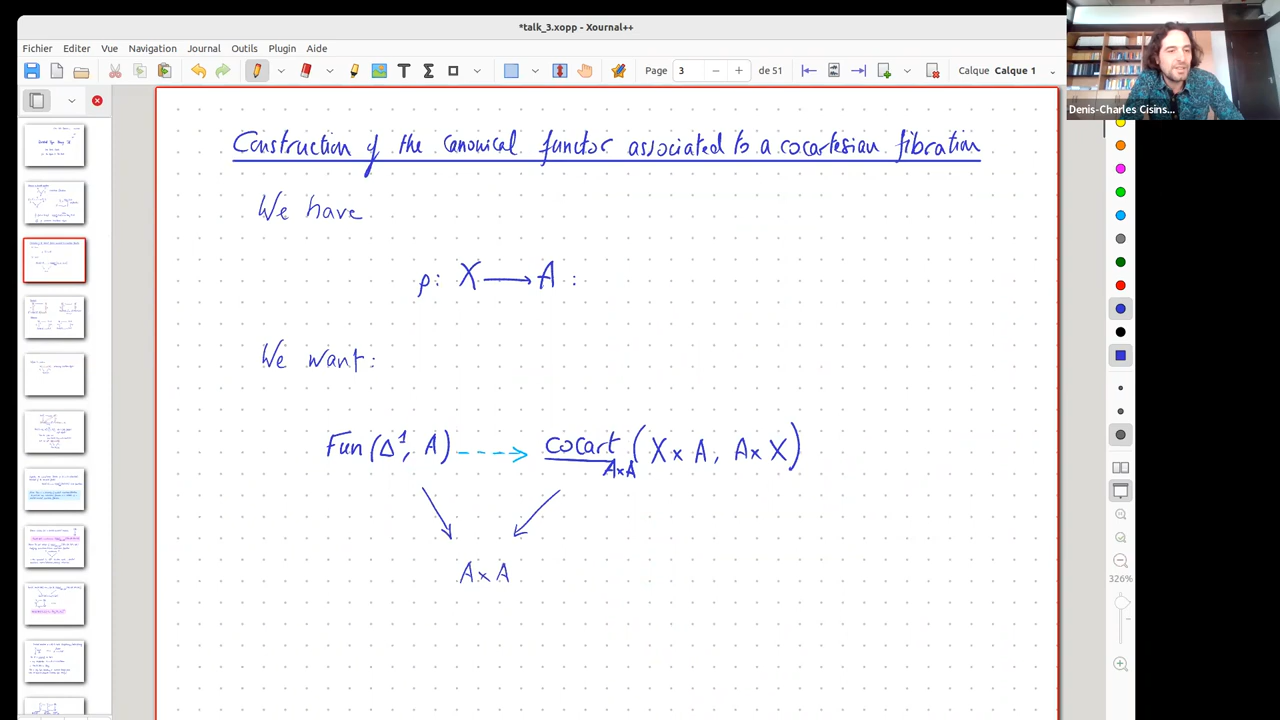 *talk_3.xopp - Xournal++
Fichier Editer Vue Navigation Journal Outils Plugin Aide
Page 3 de 51 Calque Calque 1
Denis-Charles Cisins...
Construction of the canonical functor associated to a cocartesian fibration
We have
p: X ⟶ A :
We want:
Fun(Δ¹, A) ⇢ cocart_{A×A}(X×A, A×X)
A×A
326%